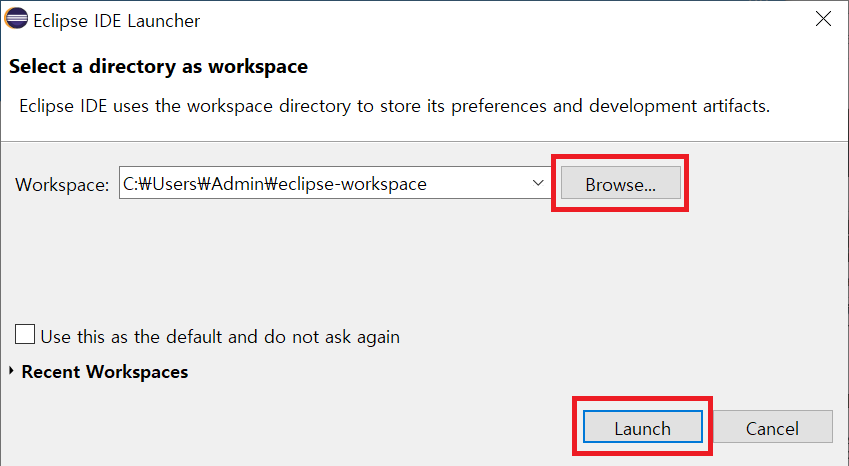 Eclipse IDE Launcher
Select a directory as workspace
Eclipse IDE uses the workspace directory to store its preferences and development artifacts.
Workspace: C:₩Users₩Admin₩eclipse-workspace Browse...
Use this as the default and do not ask again
Recent Workspaces
Launch Cancel